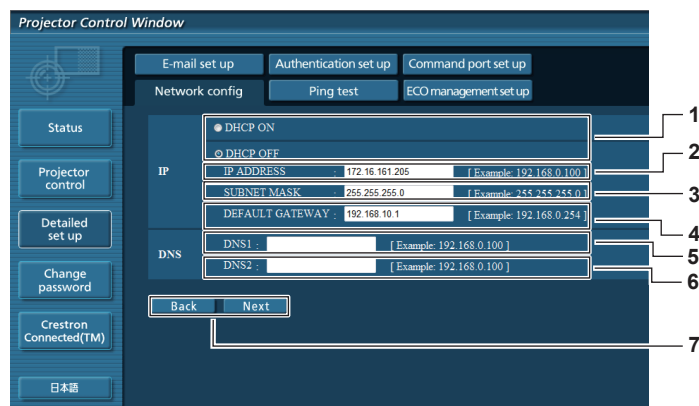 Projector Control Window
E-mail set up Authentication set up Command port set up
Network config Ping test ECO management set up
Status
Projector control
Detailed set up
Change password
Crestron Connected(TM)
日本語
DHCP ON
DHCP OFF
IP
IP ADDRESS : 172.16.161.205 [ Example: 192.168.0.100 ]
SUBNET MASK : 255.255.255.0 [ Example: 255.255.255.0 ]
DEFAULT GATEWAY : 192.168.10.1 [ Example: 192.168.0.254 ]
DNS
DNS1 : [ Example: 192.168.0.100 ]
DNS2 : [ Example: 192.168.0.100 ]
Back Next
1
2
3
4
5
6
7